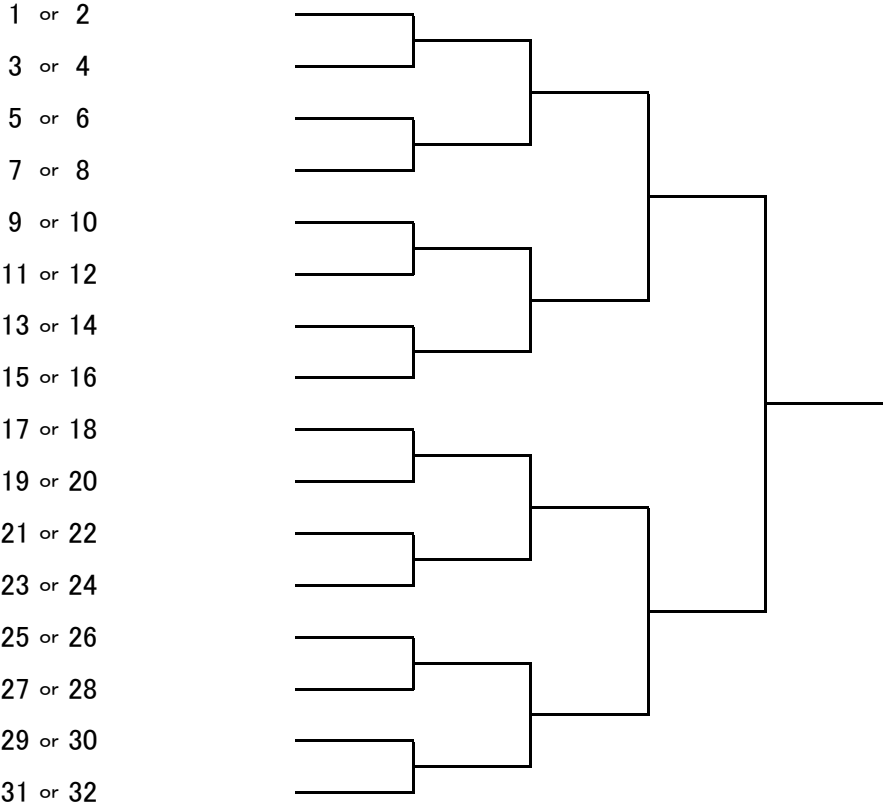 1 or 2
3 or 4
5 or 6
7 or 8
9 or 10
11 or 12
13 or 14
15 or 16
17 or 18
19 or 20
21 or 22
23 or 24
25 or 26
27 or 28
29 or 30
31 or 32